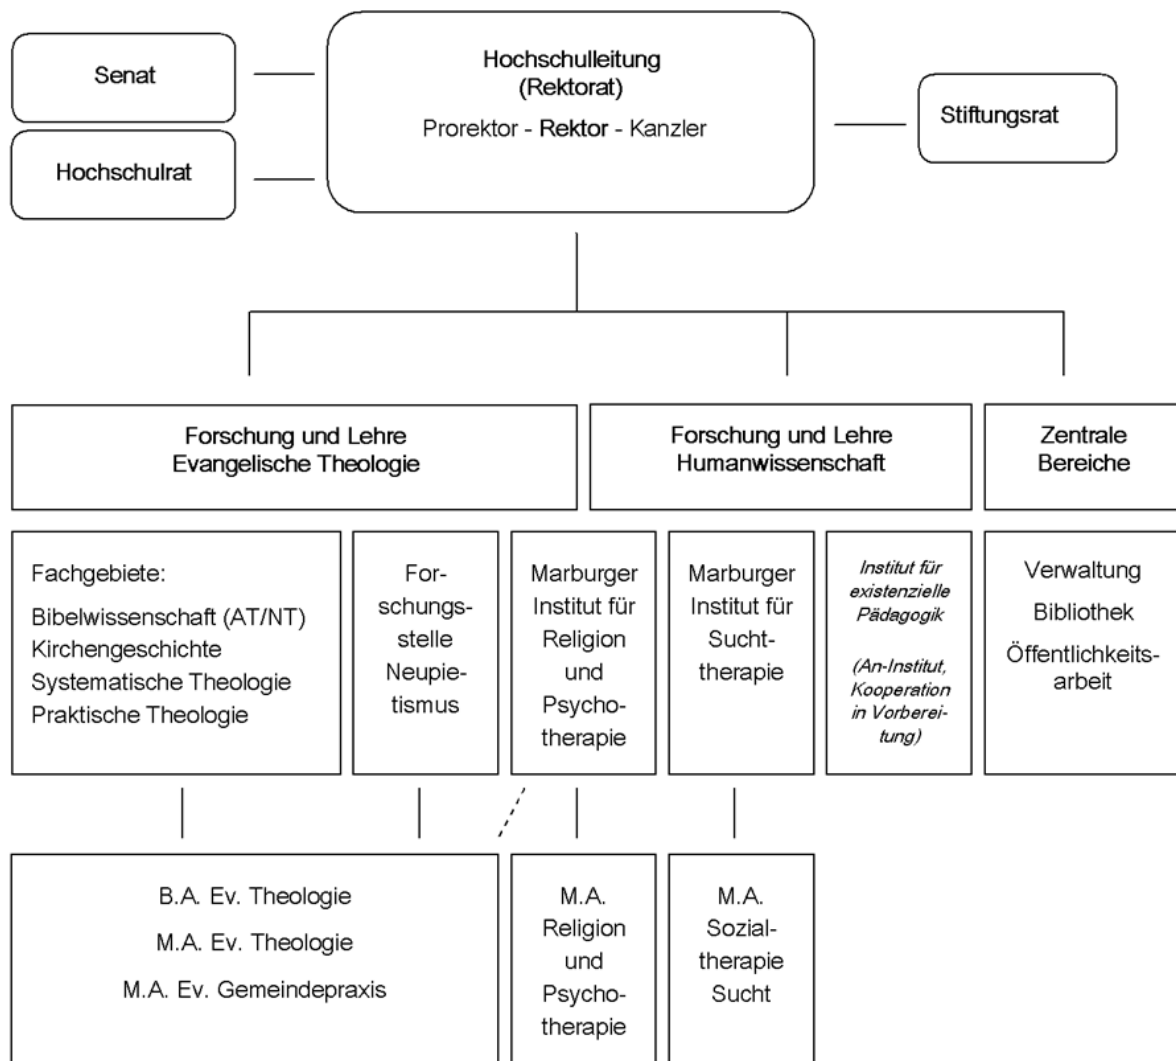 Senat
Hochschulrat
Hochschulleitung
(Rektorat)
Prorektor - Rektor - Kanzler
Stiftungsrat
Forschung und Lehre
Evangelische Theologie
Forschung und Lehre
Humanwissenschaft
Zentrale
Bereiche
Fachgebiete:
Bibelwissenschaft (AT/NT)
Kirchengeschichte
Systematische Theologie
Praktische Theologie
For-
schungs-
stelle
Neupie-
tismus
Marburger
Institut für
Religion
und
Psycho-
therapie
Marburger
Institut für
Sucht-
therapie
Institut für
existenzielle
Pädagogik
(An-Institut,
Kooperation
in Vorberei-
tung)
Verwaltung
Bibliothek
Öffentlichkeits-
arbeit
B.A. Ev. Theologie
M.A. Ev. Theologie
M.A. Ev. Gemeindepraxis
M.A.
Religion
und
Psycho-
therapie
M.A.
Sozial-
therapie
Sucht